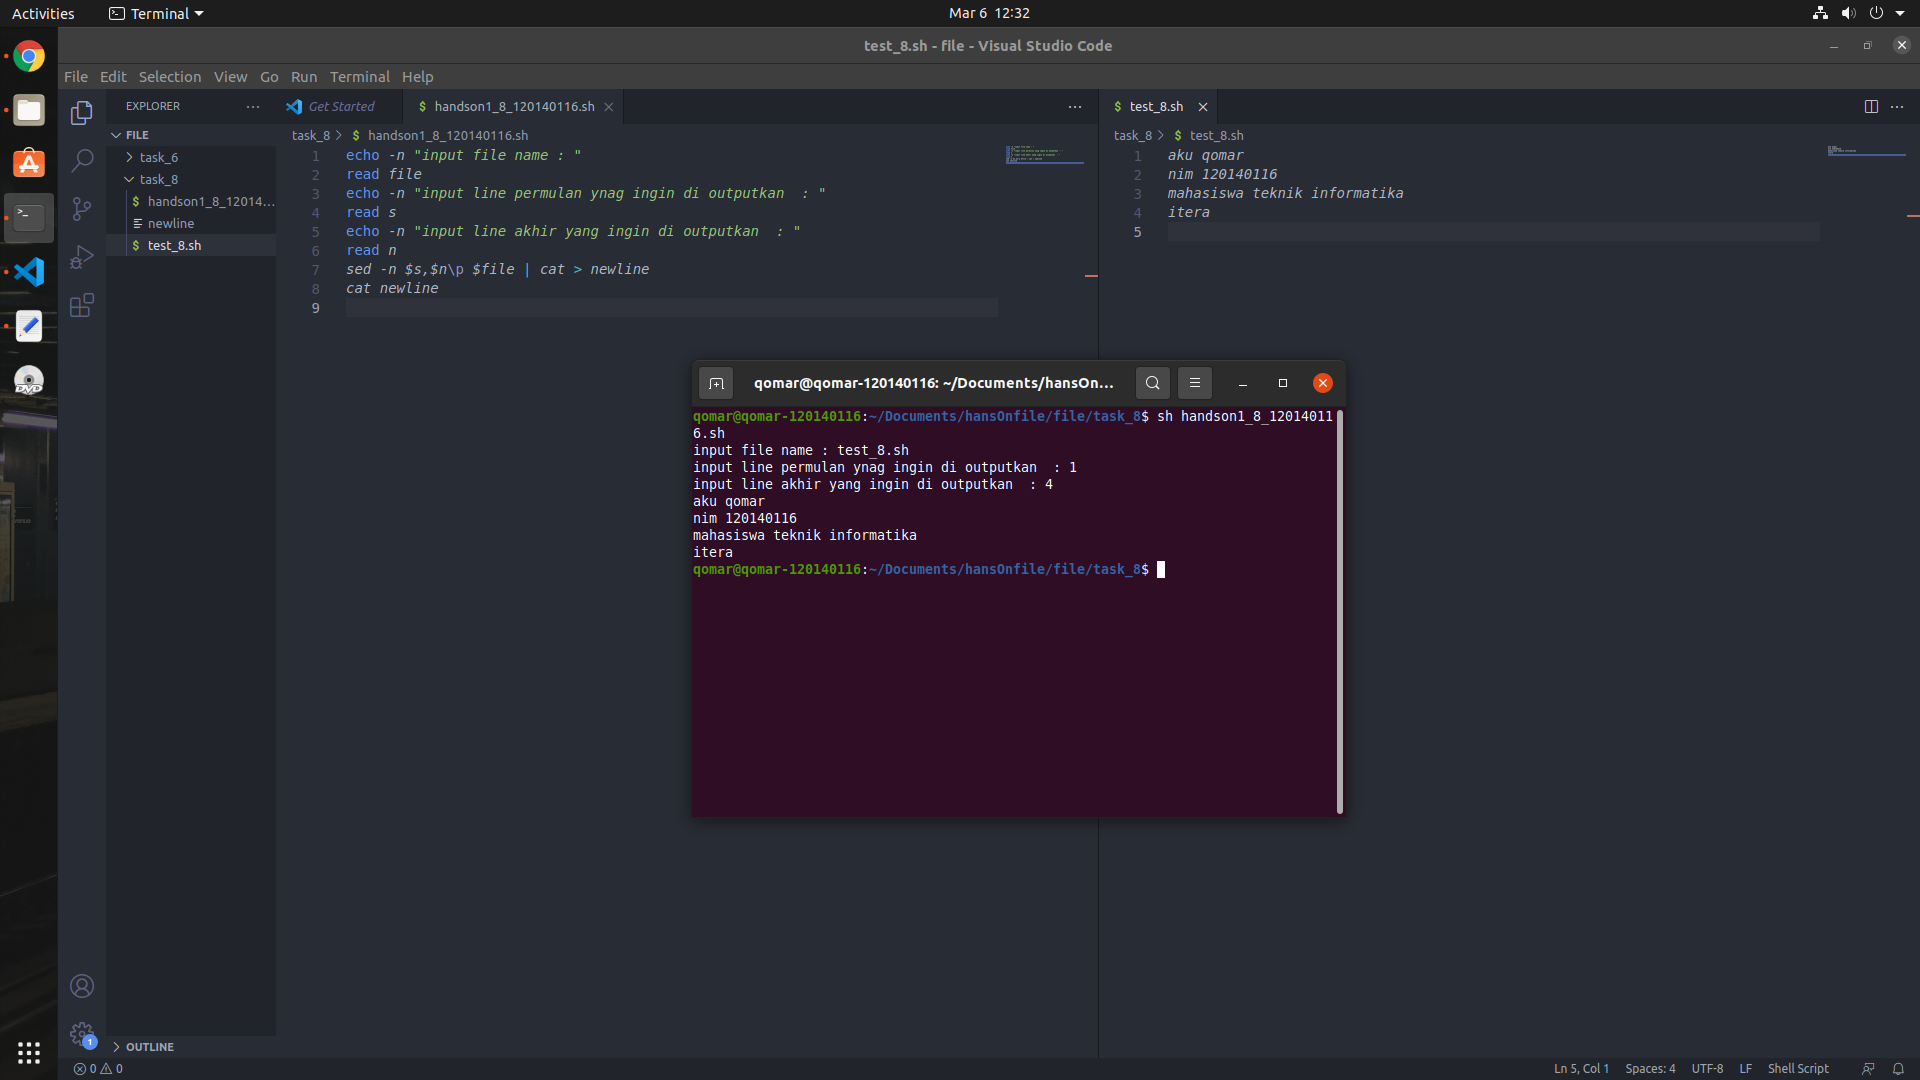 Activities
Terminal
Mar 6 12:32
test_8.sh - file - Visual Studio Code
File Edit Selection View Go Run Terminal Help
EXPLORER
FILE
task_6
task_8
handson1_8_12014...
newline
test_8.sh
OUTLINE
Get Started
handson1_8_120140116.sh
task_8 > $ handson1_8_120140116.sh
1 echo -n "input file name : "
2 read file
3 echo -n "input line permulan ynag ingin di outputkan  : "
4 read s
5 echo -n "input line akhir yang ingin di outputkan  : "
6 read n
7 sed -n $s,$n\p $file | cat > newline
8 cat newline
9
test_8.sh
task_8 > $ test_8.sh
1 aku qomar
2 nim 120140116
3 mahasiswa teknik informatika
4 itera
5
qomar@qomar-120140116: ~/Documents/hansOn...
qomar@qomar-120140116:~/Documents/hansOnfile/file/task_8$ sh handson1_8_12014011
6.sh
input file name : test_8.sh
input line permulan ynag ingin di outputkan  : 1
input line akhir yang ingin di outputkan  : 4
aku qomar
nim 120140116
mahasiswa teknik informatika
itera
qomar@qomar-120140116:~/Documents/hansOnfile/file/task_8$
1
0 0
Ln 5, Col 1 Spaces: 4 UTF-8 LF Shell Script